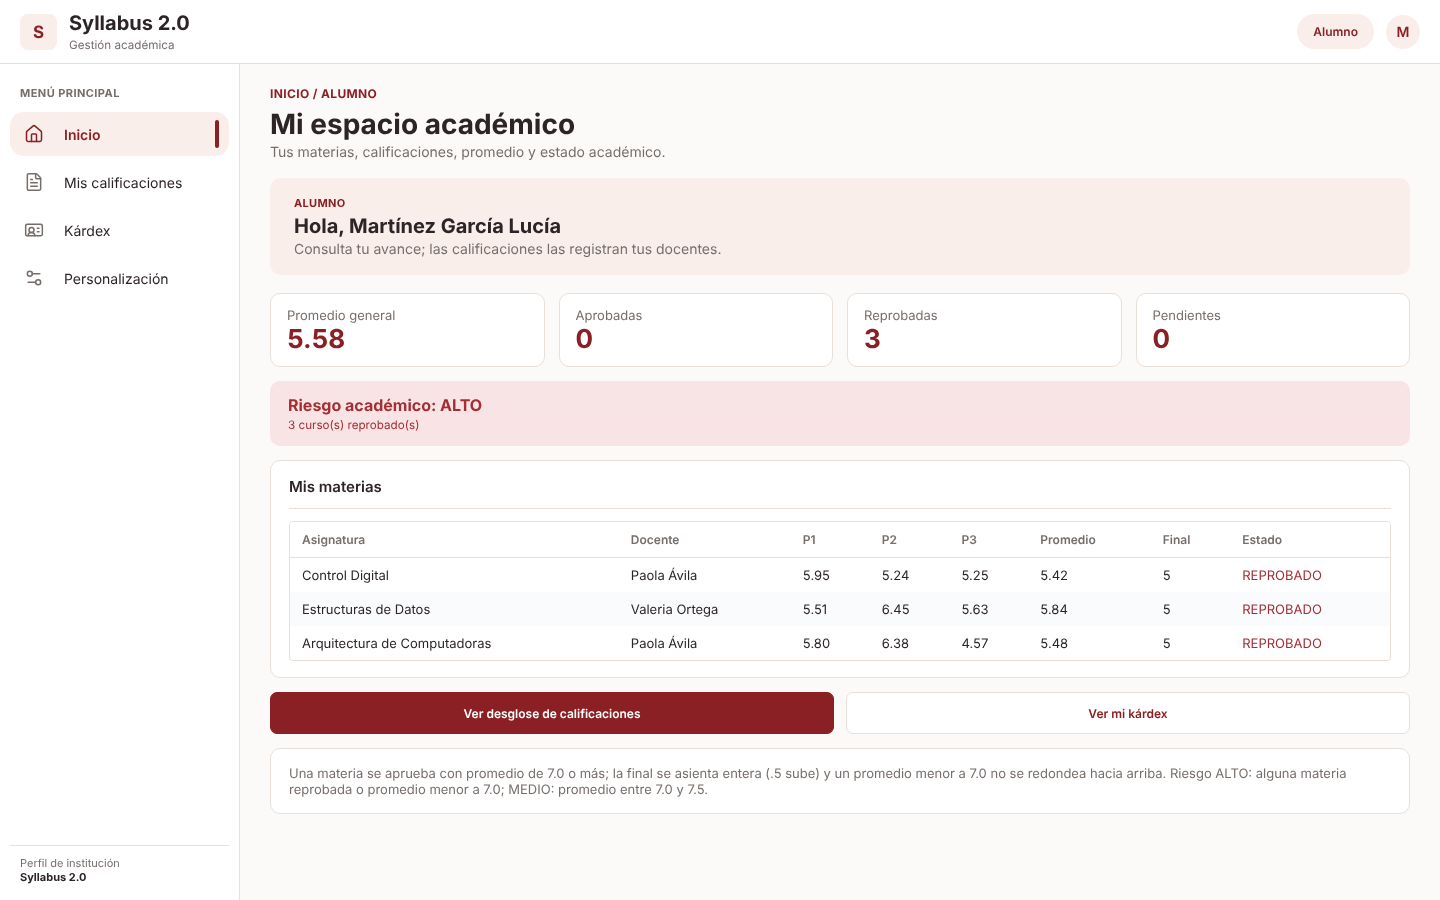 S
Syllabus 2.0
Gestión académica
Alumno
M
MENÚ PRINCIPAL
Inicio
Mis calificaciones
Kárdex
Personalización
Perfil de institución
Syllabus 2.0
INICIO / ALUMNO
Mi espacio académico
Tus materias, calificaciones, promedio y estado académico.
ALUMNO
Hola, Martínez García Lucía
Consulta tu avance; las calificaciones las registran tus docentes.
Promedio general
5.58
Aprobadas
0
Reprobadas
3
Pendientes
0
Riesgo académico: ALTO
3 curso(s) reprobado(s)
Mis materias
Asignatura Docente P1 P2 P3 Promedio Final Estado
Control Digital Paola Ávila 5.95 5.24 5.25 5.42 5 REPROBADO
Estructuras de Datos Valeria Ortega 5.51 6.45 5.63 5.84 5 REPROBADO
Arquitectura de Computadoras Paola Ávila 5.80 6.38 4.57 5.48 5 REPROBADO
Ver desglose de calificaciones
Ver mi kárdex
Una materia se aprueba con promedio de 7.0 o más; la final se asienta entera (.5 sube) y un promedio menor a 7.0 no se redondea hacia arriba. Riesgo ALTO: alguna materia
reprobada o promedio menor a 7.0; MEDIO: promedio entre 7.0 y 7.5.